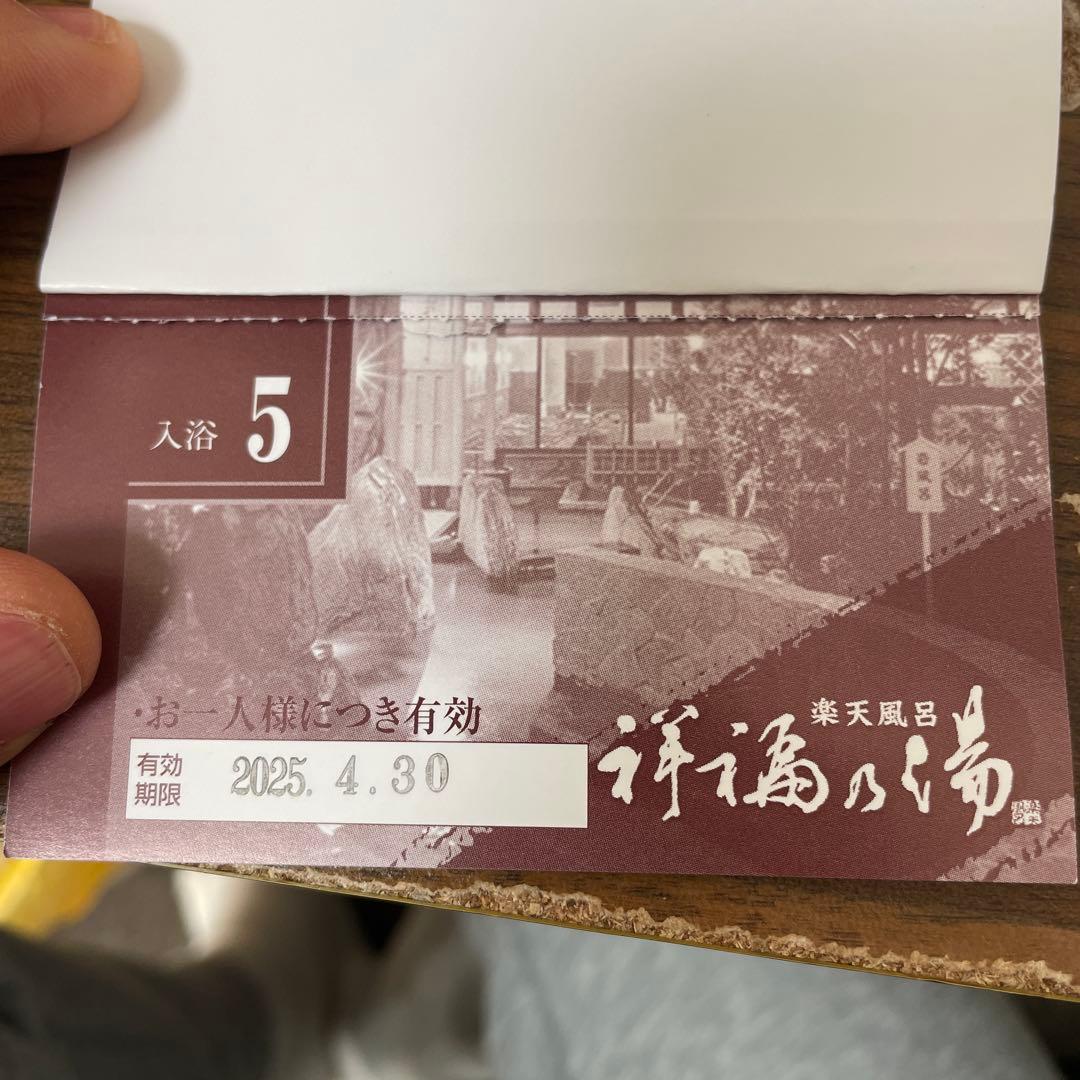 入浴 5
・お一人様につき有効
有効
期限
2025. 4.30
楽天風呂
祥福乃湯